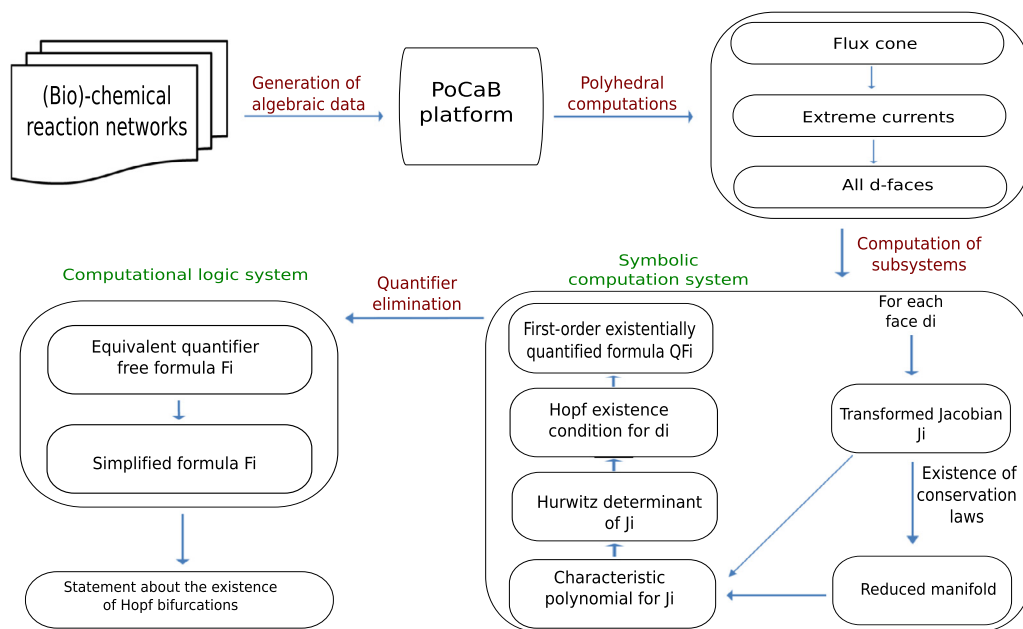 (Bio)-chemical
reaction networks
Generation of
algebraic data
PoCaB
platform
Polyhedral
computations
Flux cone
Extreme currents
All d-faces
Computation of
subsystems
Symbolic
computation system
For each
face di
Transformed Jacobian
Ji
Existence of
conservation
laws
Reduced manifold
Characteristic
polynomial for Ji
Hurwitz determinant
of Ji
Hopf existence
condition for di
First-order existentially
quantified formula QFi
Quantifier
elimination
Computational logic system
Equivalent quantifier
free formula Fi
Simplified formula Fi
Statement about the existence
of Hopf bifurcations